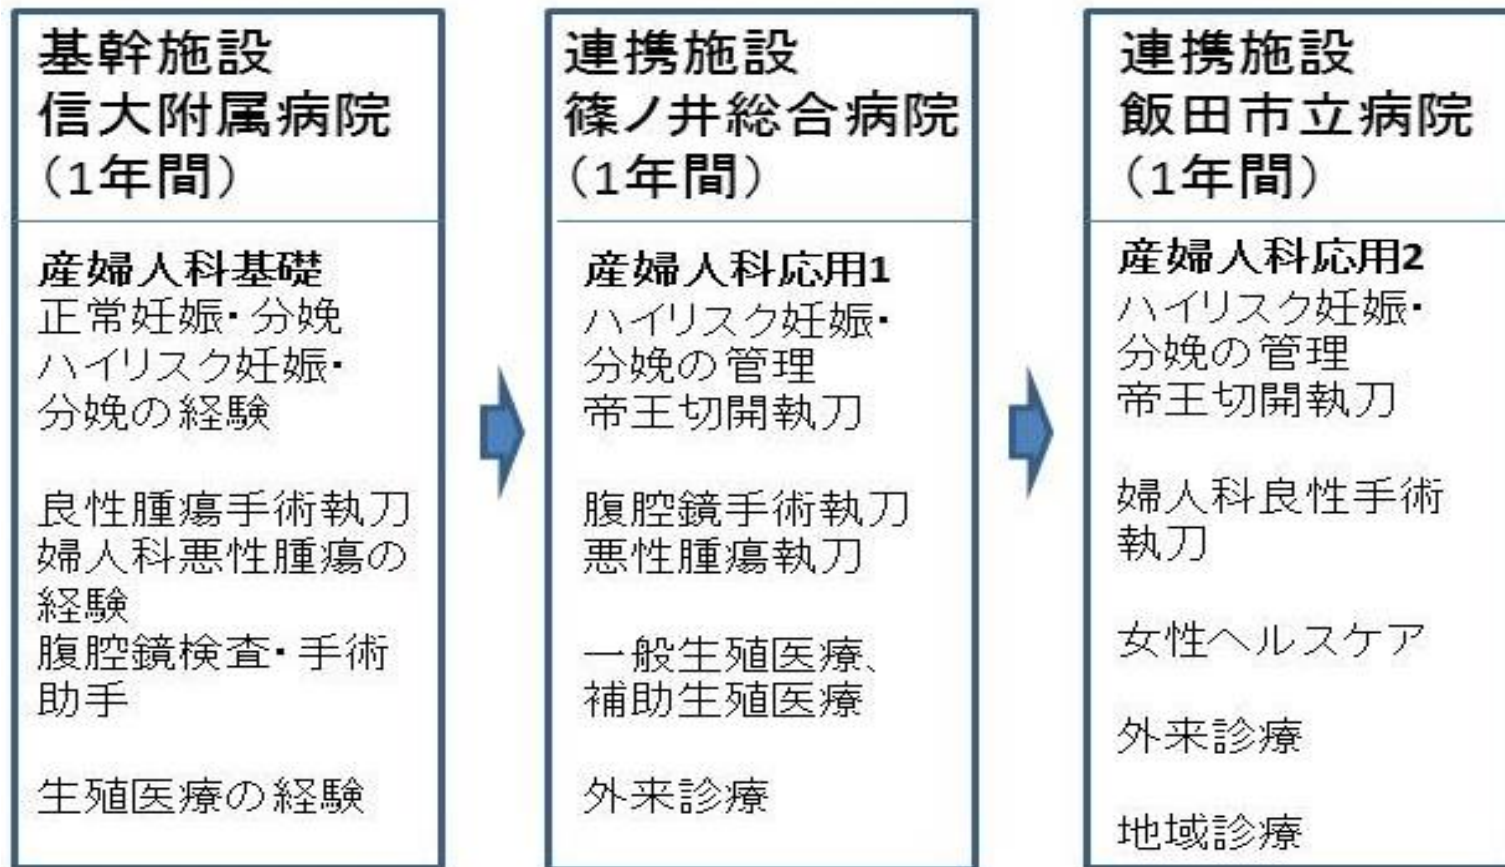 基幹施設
信大附属病院
(1年間)
産婦人科基礎
正常妊娠・分娩
ハイリスク妊娠・
分娩の経験
良性腫瘍手術執刀
婦人科悪性腫瘍の
経験
腹腔鏡検査・手術
助手
生殖医療の経験
連携施設
篠ノ井総合病院
(1年間)
産婦人科応用1
ハイリスク妊娠・
分娩の管理
帝王切開執刀
腹腔鏡手術執刀
悪性腫瘍執刀
一般生殖医療、
補助生殖医療
外来診療
連携施設
飯田市立病院
(1年間)
産婦人科応用2
ハイリスク妊娠・
分娩の管理
帝王切開執刀
婦人科良性手術
執刀
女性ヘルスケア
外来診療
地域診療